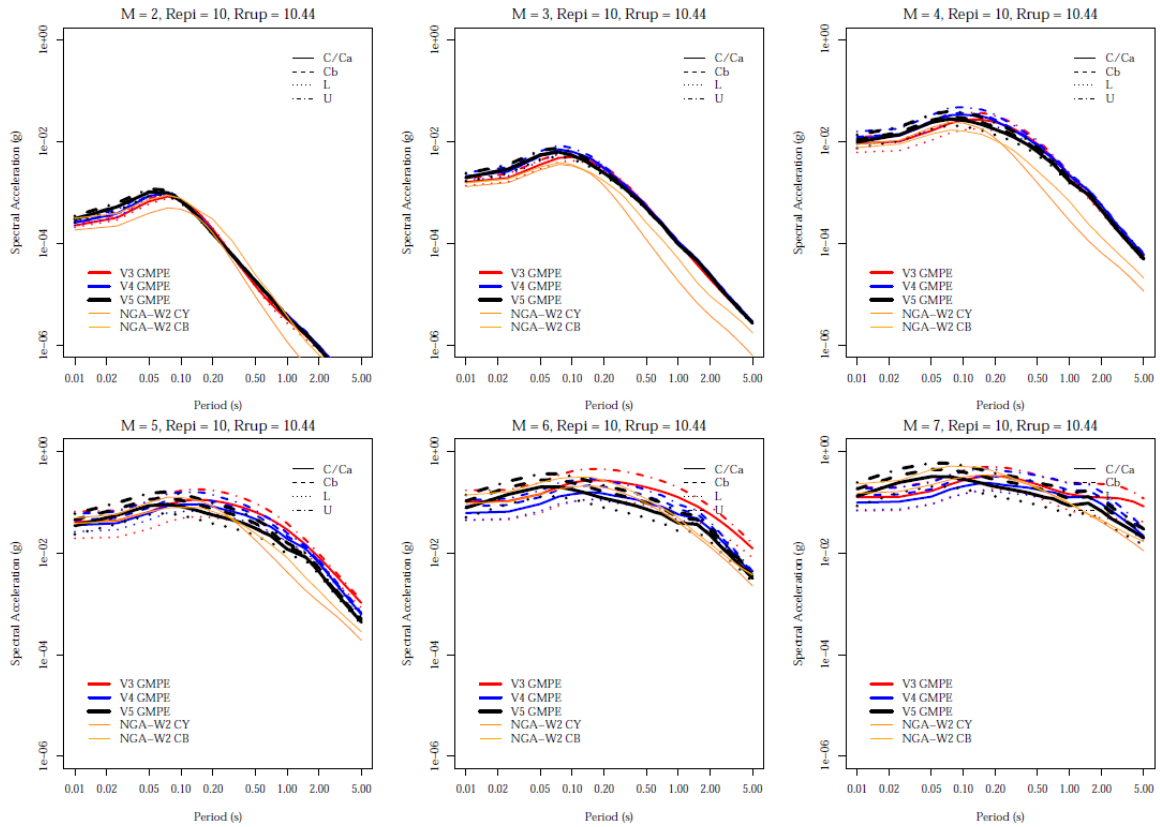 M = 2, Repi = 10, Rrup = 10.44
Spectral Acceleration (g)
1e+00
1e−02
1e−04
1e−06
C/Ca
Cb
L
U
V3 GMPE
V4 GMPE
V5 GMPE
NGA−W2 CY
NGA−W2 CB
0.01 0.02 0.05 0.10 0.20 0.50 1.00 2.00 5.00
Period (s)
M = 3, Repi = 10, Rrup = 10.44
Spectral Acceleration (g)
1e+00
1e−02
1e−04
1e−06
C/Ca
Cb
L
U
V3 GMPE
V4 GMPE
V5 GMPE
NGA−W2 CY
NGA−W2 CB
0.01 0.02 0.05 0.10 0.20 0.50 1.00 2.00 5.00
Period (s)
M = 4, Repi = 10, Rrup = 10.44
Spectral Acceleration (g)
1e+00
1e−02
1e−04
1e−06
C/Ca
Cb
L
U
V3 GMPE
V4 GMPE
V5 GMPE
NGA−W2 CY
NGA−W2 CB
0.01 0.02 0.05 0.10 0.20 0.50 1.00 2.00 5.00
Period (s)
M = 5, Repi = 10, Rrup = 10.44
Spectral Acceleration (g)
1e+00
1e−02
1e−04
1e−06
C/Ca
Cb
L
U
V3 GMPE
V4 GMPE
V5 GMPE
NGA−W2 CY
NGA−W2 CB
0.01 0.02 0.05 0.10 0.20 0.50 1.00 2.00 5.00
Period (s)
M = 6, Repi = 10, Rrup = 10.44
Spectral Acceleration (g)
1e+00
1e−02
1e−04
1e−06
C/Ca
Cb
L
U
V3 GMPE
V4 GMPE
V5 GMPE
NGA−W2 CY
NGA−W2 CB
0.01 0.02 0.05 0.10 0.20 0.50 1.00 2.00 5.00
Period (s)
M = 7, Repi = 10, Rrup = 10.44
Spectral Acceleration (g)
1e+00
1e−02
1e−04
1e−06
C/Ca
Cb
L
U
V3 GMPE
V4 GMPE
V5 GMPE
NGA−W2 CY
NGA−W2 CB
0.01 0.02 0.05 0.10 0.20 0.50 1.00 2.00 5.00
Period (s)